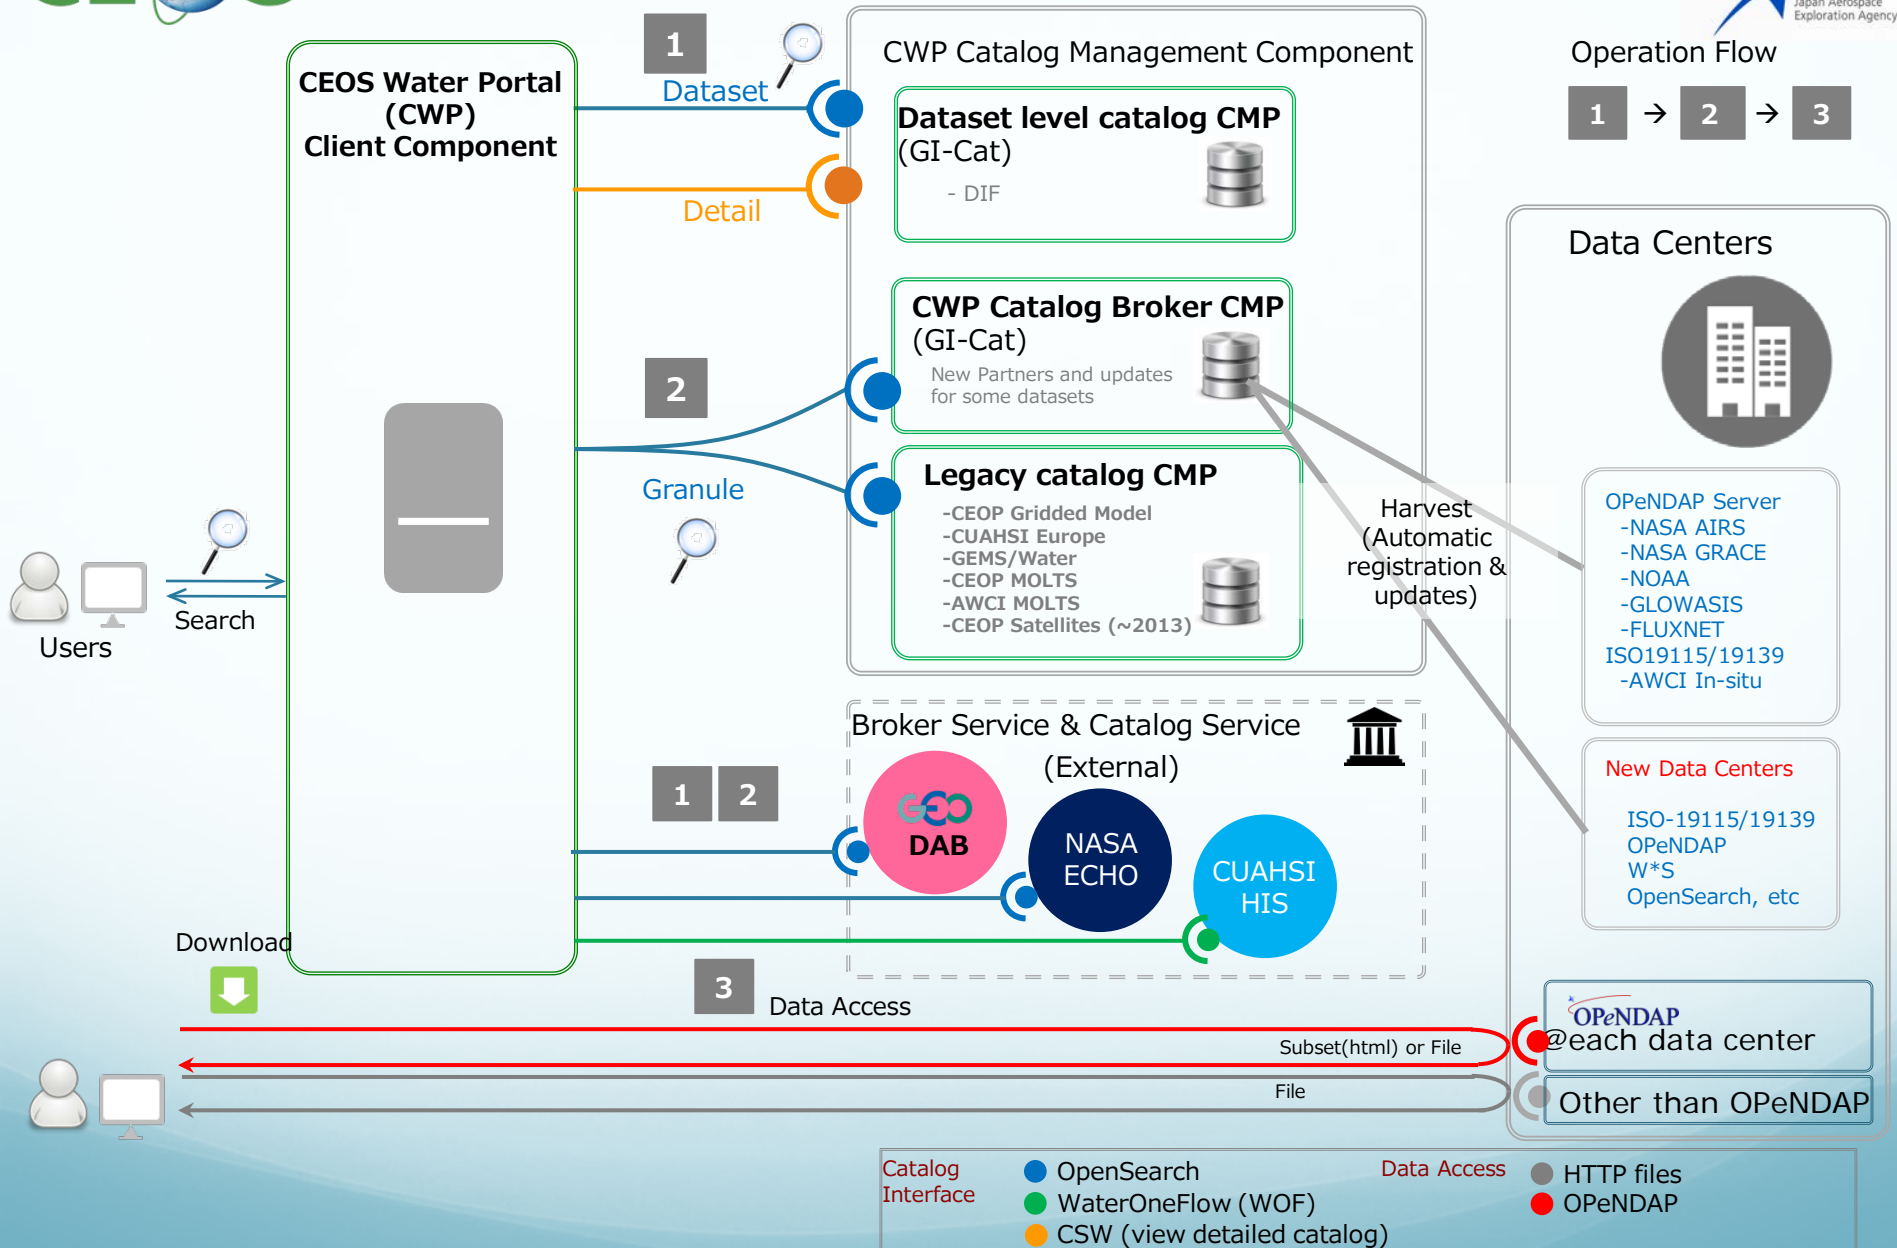 CEOS
Japan Aerospace
Exploration Agency
1
CWP Catalog Management Component
Operation Flow
1 → 2 → 3
CEOS Water Portal
(CWP)
Client Component
Dataset
Detail
Dataset level catalog CMP
(GI-Cat)
- DIF
Data Centers
CWP Catalog Broker CMP
(GI-Cat)
New Partners and updates
for some datasets
2
Granule
Legacy catalog CMP
-CEOP Gridded Model
-CUAHSI Europe
-GEMS/Water
-CEOP MOLTS
-AWCI MOLTS
-CEOP Satellites (~2013)
Harvest
(Automatic
registration &
updates)
OPeNDAP Server
-NASA AIRS
-NASA GRACE
-NOAA
-GLOWASIS
-FLUXNET
ISO19115/19139
-AWCI In-situ
Search
Users
Broker Service & Catalog Service
(External)
1 2
GEO
DAB
NASA
ECHO
CUAHSI
HIS
New Data Centers
ISO-19115/19139
OPeNDAP
W*S
OpenSearch, etc
Download
3
Data Access
Subset(html) or File
File
OPeNDAP
@each data center
Other than OPeNDAP
Catalog
Interface
OpenSearch
WaterOneFlow (WOF)
CSW (view detailed catalog)
Data Access
HTTP files
OPeNDAP